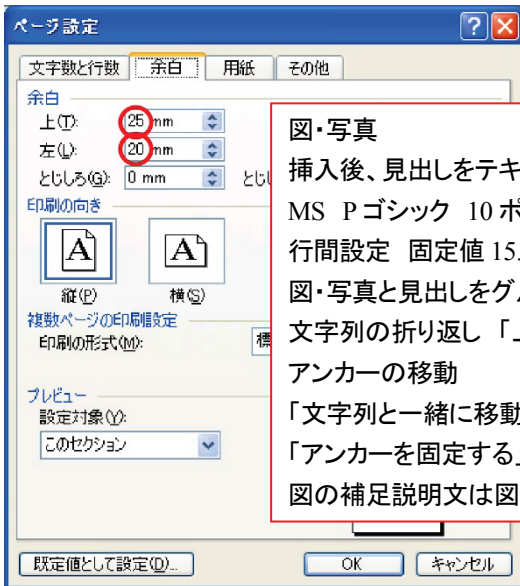 ページ設定
文字数と行数 余白 用紙 その他
余白
上(T): 25 mm
左(L): 20 mm
とじしろ(G): 0 mm
印刷の向き
A A
縦(P) 横(S)
複数ページの印刷設定
印刷の形式(M):
プレビュー
設定対象(Y):
このセクション
図・写真
挿入後、見出しをテキ
MS Pゴシック 10 ポ
行間設定 固定値 15.
図・写真と見出しをグル
文字列の折り返し 「上
アンカーの移動
「文字列と一緒に移動
「アンカーを固定する」
図の補足説明文は図
既定値として設定(D)... OK キャンセル